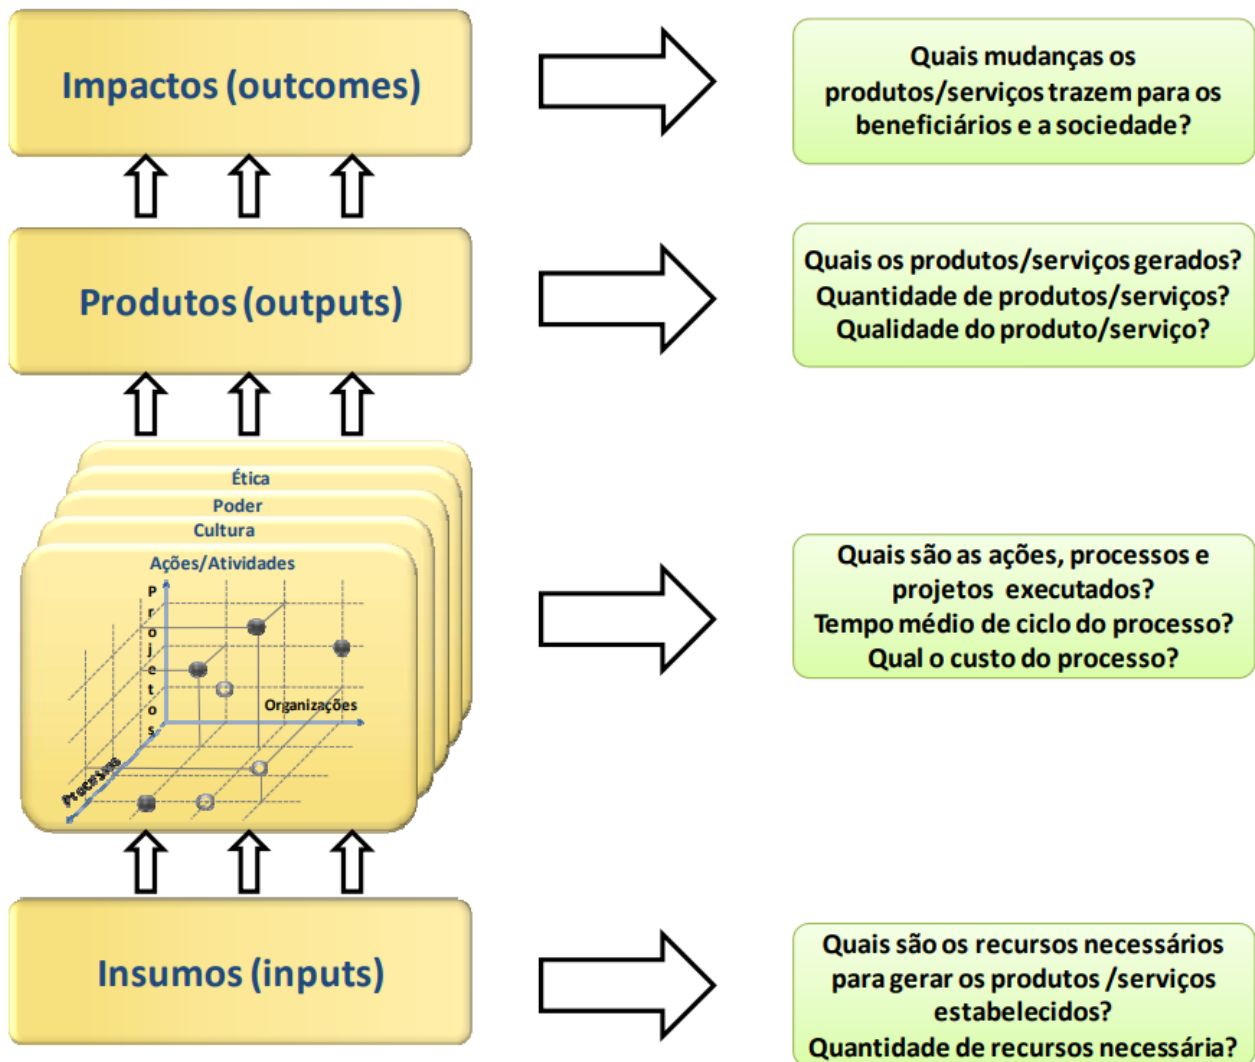 Impactos (outcomes)
Quais mudanças os
produtos/serviços trazem para os
beneficiários e a sociedade?
Produtos (outputs)
Quais os produtos/serviços gerados?
Quantidade de produtos/serviços?
Qualidade do produto/serviço?
Ética
Poder
Cultura
Ações/Atividades
Projetos
Organizações
Processos
Quais são as ações, processos e
projetos executados?
Tempo médio de ciclo do processo?
Qual o custo do processo?
Insumos (inputs)
Quais são os recursos necessários
para gerar os produtos /serviços
estabelecidos?
Quantidade de recursos necessária?